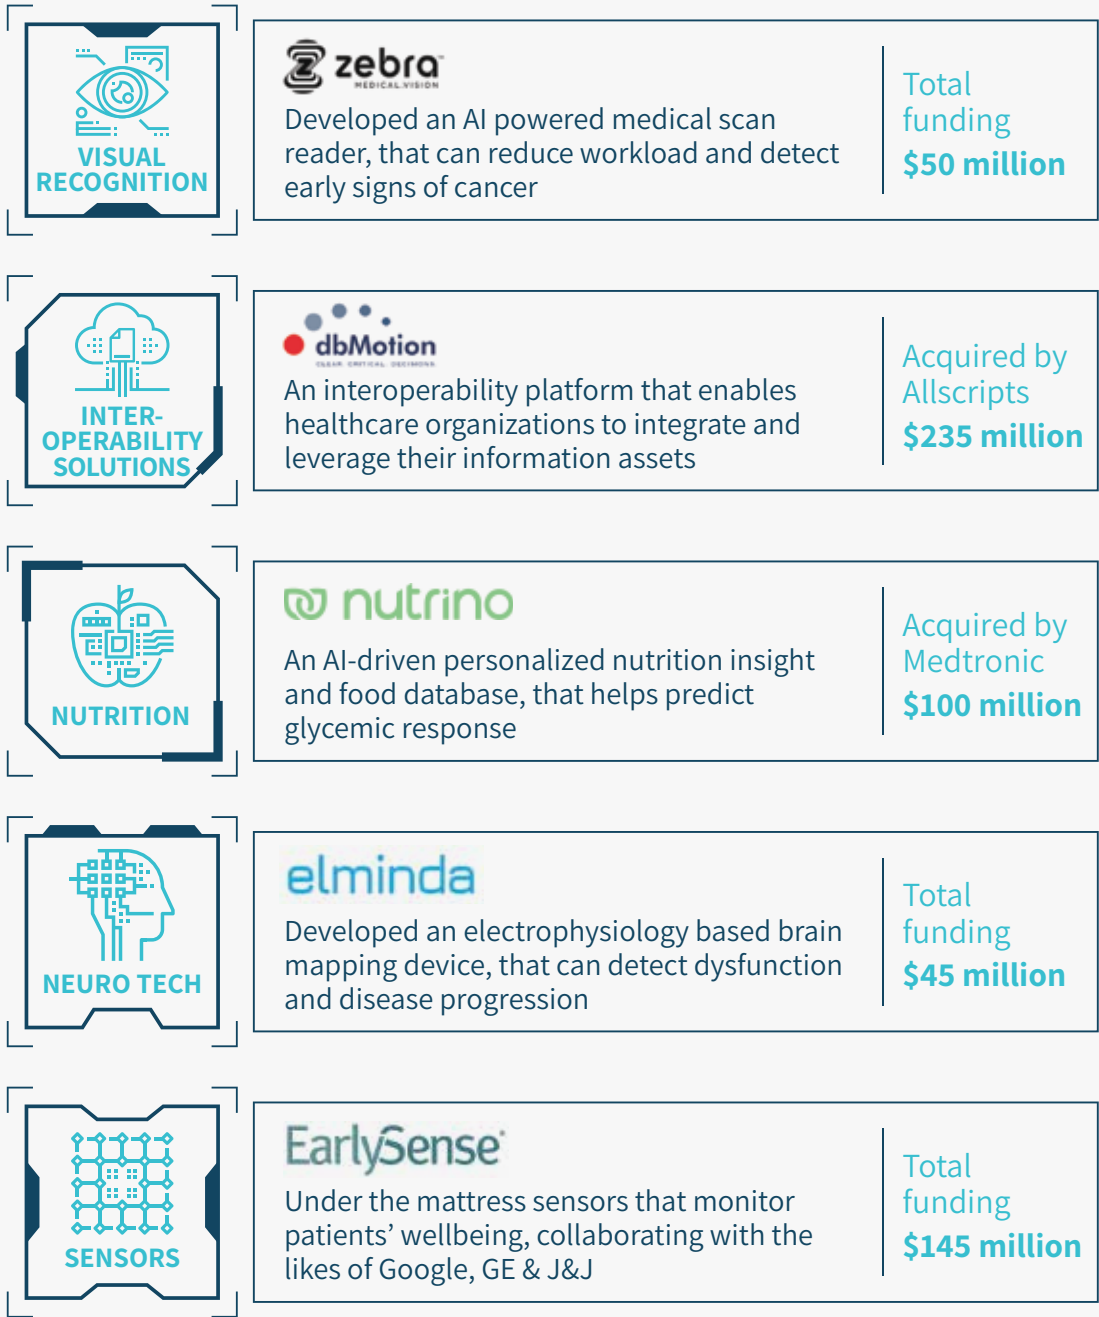 VISUAL
RECOGNITION
zebra
MEDICAL.VISION
Developed an AI powered medical scan
reader, that can reduce workload and detect
early signs of cancer
Total
funding
$50 million
INTER-
OPERABILITY
SOLUTIONS
dbMotion
CLEAR. CRITICAL. DECISIONS.
An interoperability platform that enables
healthcare organizations to integrate and
leverage their information assets
Acquired by
Allscripts
$235 million
NUTRITION
nutrino
An AI-driven personalized nutrition insight
and food database, that helps predict
glycemic response
Acquired by
Medtronic
$100 million
NEURO TECH
elminda
Developed an electrophysiology based brain
mapping device, that can detect dysfunction
and disease progression
Total
funding
$45 million
SENSORS
EarlySense
Under the mattress sensors that monitor
patients’ wellbeing, collaborating with the
likes of Google, GE & J&J
Total
funding
$145 million